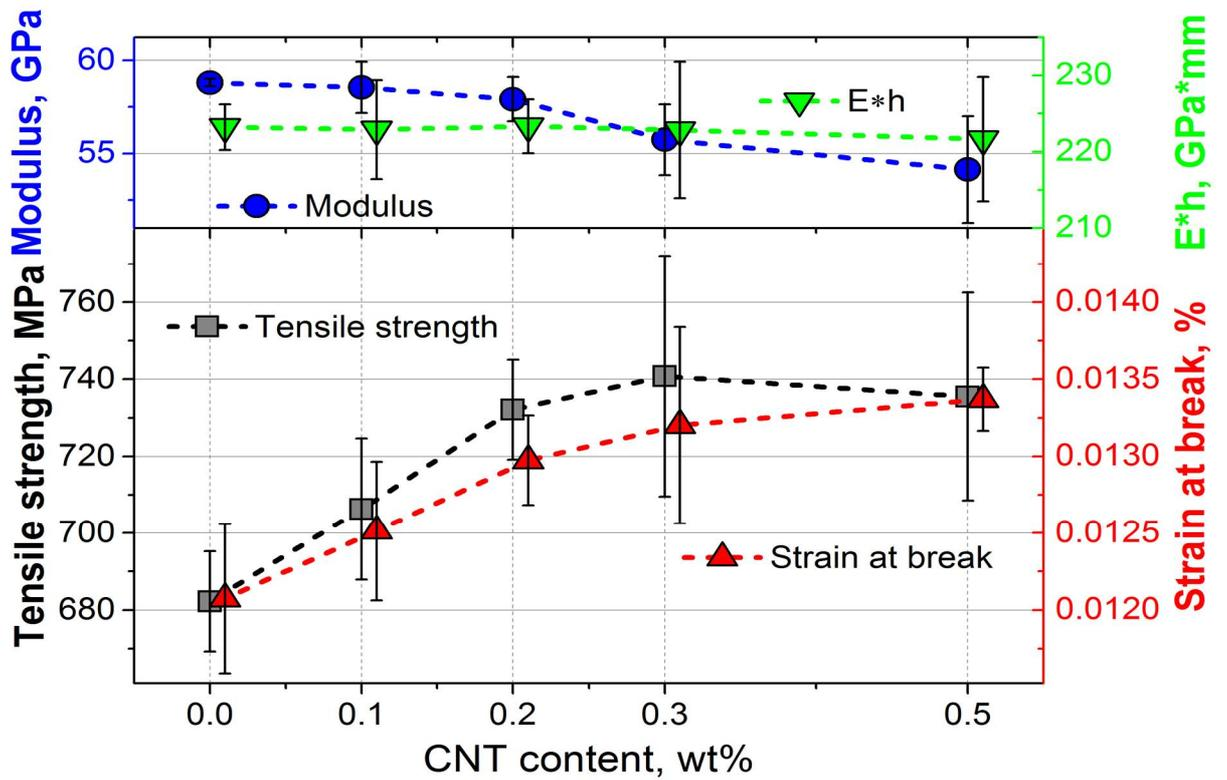 Modulus, GPa
60
55
Modulus
E*h
230
220
210
E*h, GPa*mm
Tensile strength, MPa
760
740
720
700
680
Tensile strength
Strain at break
0.0140
0.0135
0.0130
0.0125
0.0120
Strain at break, %
0.0 0.1 0.2 0.3 0.5
CNT content, wt%